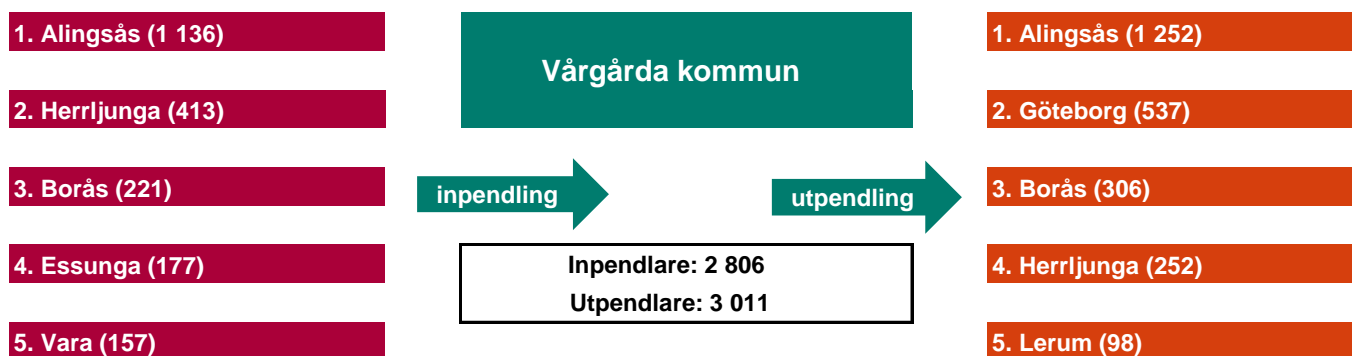 1. Alingsås (1 136)
2. Herrljunga (413)
3. Borås (221)
4. Essunga (177)
5. Vara (157)
Vårgårda kommun
inpendling
utpendling
Inpendlare: 2 806
Utpendlare: 3 011
1. Alingsås (1 252)
2. Göteborg (537)
3. Borås (306)
4. Herrljunga (252)
5. Lerum (98)